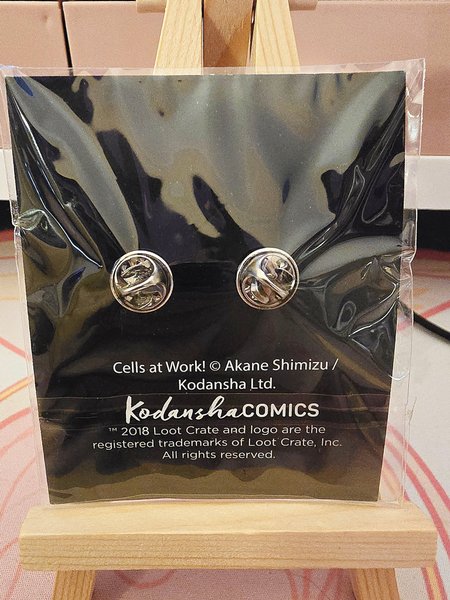 Cells at Work! © Akane Shimizu /
Kodansha Ltd.
KodanshaCOMICS
™ 2018 Loot Crate and logo are the
registered trademarks of Loot Crate, Inc.
All rights reserved.